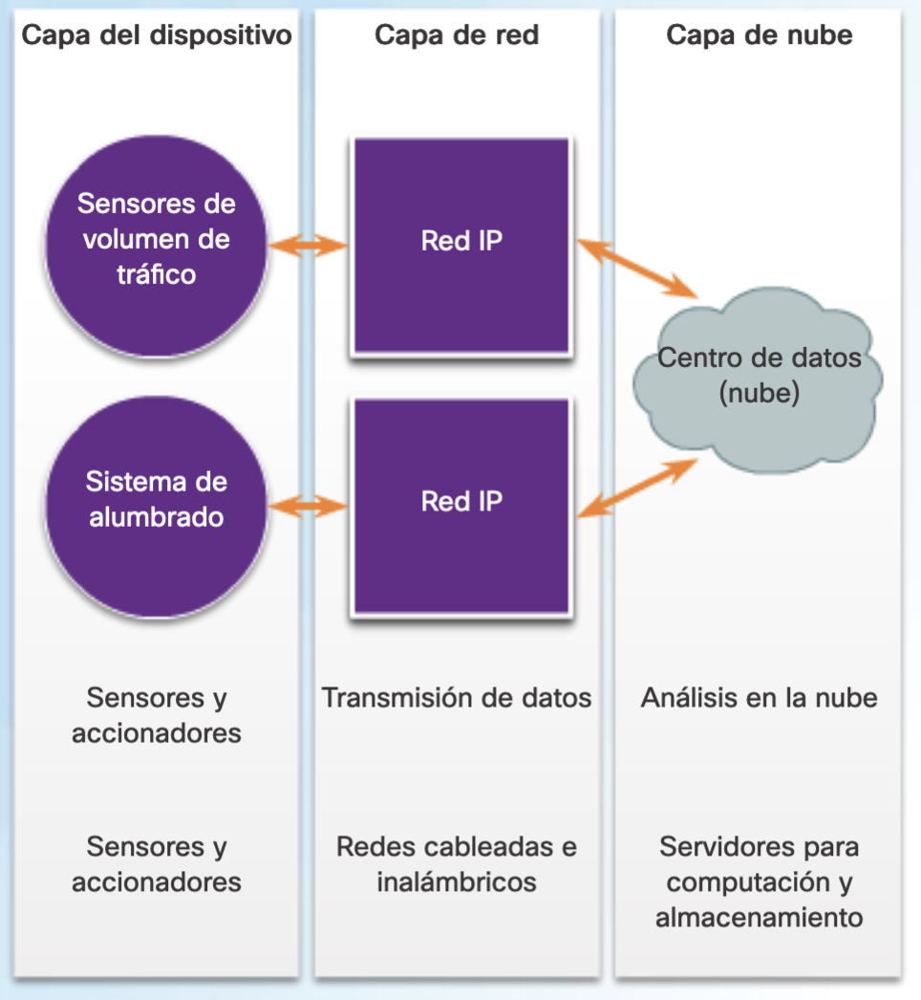 Capa del dispositivo
Capa de red
Capa de nube
Sensores de
volumen de
tráfico
Red IP
Centro de datos
(nube)
Sistema de
alumbrado
Red IP
Sensores y
accionadores
Transmisión de datos
Análisis en la nube
Sensores y
accionadores
Redes cableadas e
inalámbricos
Servidores para
computación y
almacenamiento